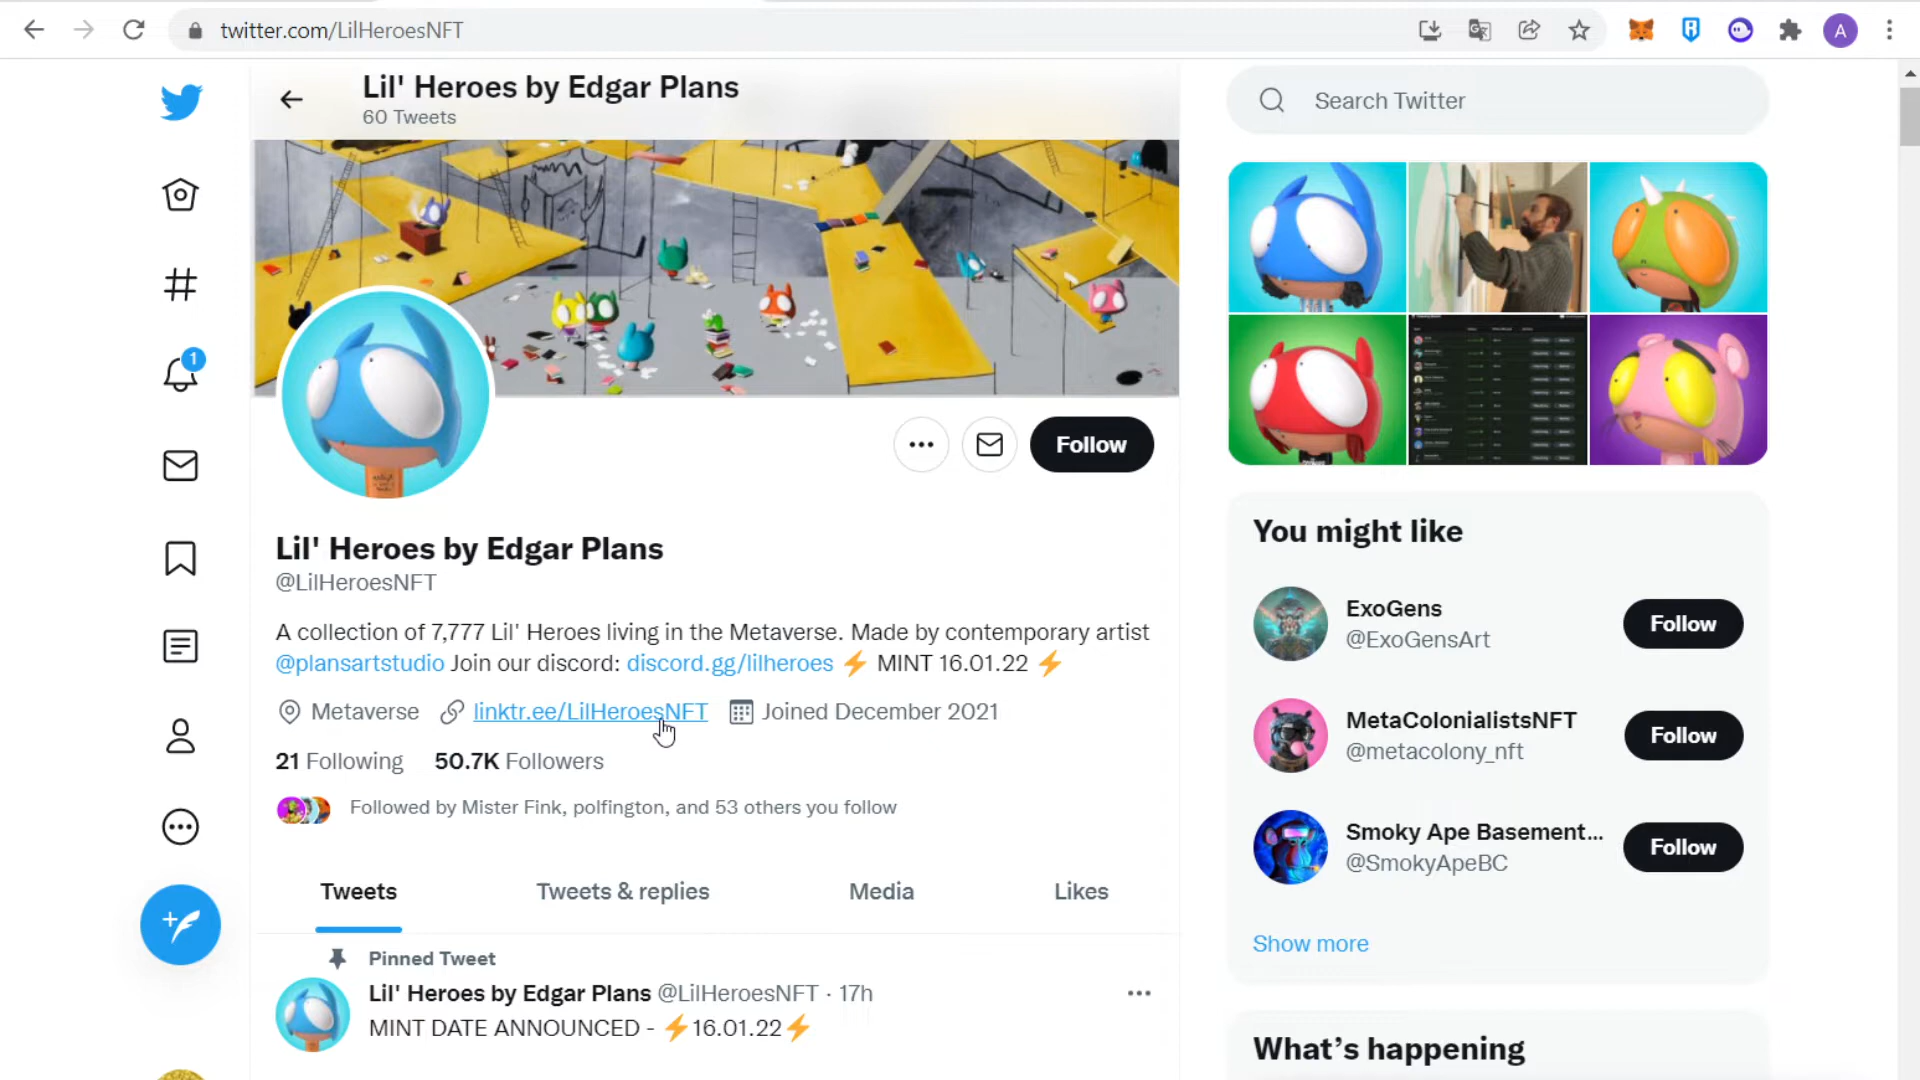 twitter.com/LilHeroesNFT
A
Lil' Heroes by Edgar Plans
60 Tweets
Search Twitter
1
Follow
Lil' Heroes by Edgar Plans
@LilHeroesNFT
A collection of 7,777 Lil' Heroes living in the Metaverse. Made by contemporary artist
@plansartstudio Join our discord: discord.gg/lilheroes ⚡ MINT 16.01.22 ⚡
Metaverse linktr.ee/LilHeroesNFT Joined December 2021
21 Following 50.7K Followers
Followed by Mister Fink, polfington, and 53 others you follow
Tweets Tweets & replies Media Likes
Pinned Tweet
Lil' Heroes by Edgar Plans @LilHeroesNFT · 17h
MINT DATE ANNOUNCED - ⚡16.01.22⚡
You might like
ExoGens
@ExoGensArt
Follow
MetaColonialistsNFT
@metacolony_nft
Follow
Smoky Ape Basement...
@SmokyApeBC
Follow
Show more
What's happening